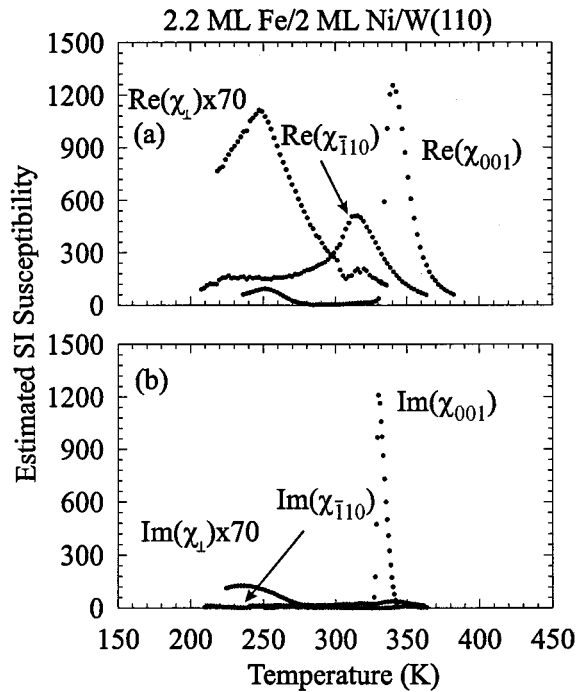 2.2 ML Fe/2 ML Ni/W(110)
Estimated SI Susceptibility
1500
1200
900
600
300
0
Re(χ⊥)x70
(a)
Re(χ1̄10)
Re(χ001)
1500
1200
900
600
300
0
(b)
Im(χ001)
Im(χ1̄10)
Im(χ⊥)x70
150 200 250 300 350 400 450
Temperature (K)